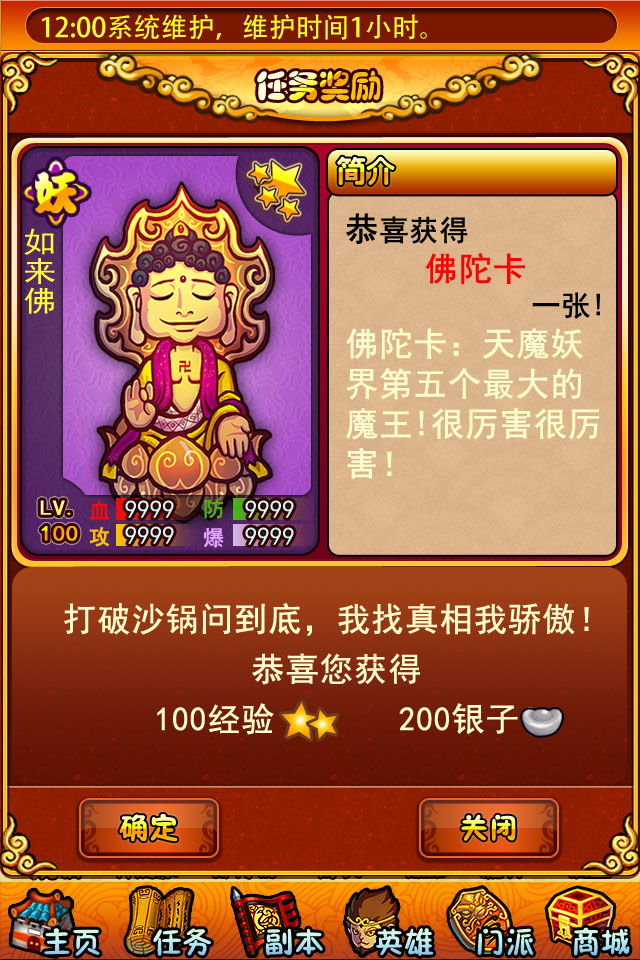 12:00系统维护，维护时间1小时。
任务奖励
妖
如来佛
卍
LV.
100
血 9999 防 9999
攻 9999 爆 9999
简介
恭喜获得
佛陀卡
一张！
佛陀卡：天魔妖
界第五个最大的
魔王！很厉害很厉
害！
打破沙锅问到底，我找真相我骄傲！
恭喜您获得
100经验 200银子
确定 关闭
主页 任务 副本 英雄 门派 商城